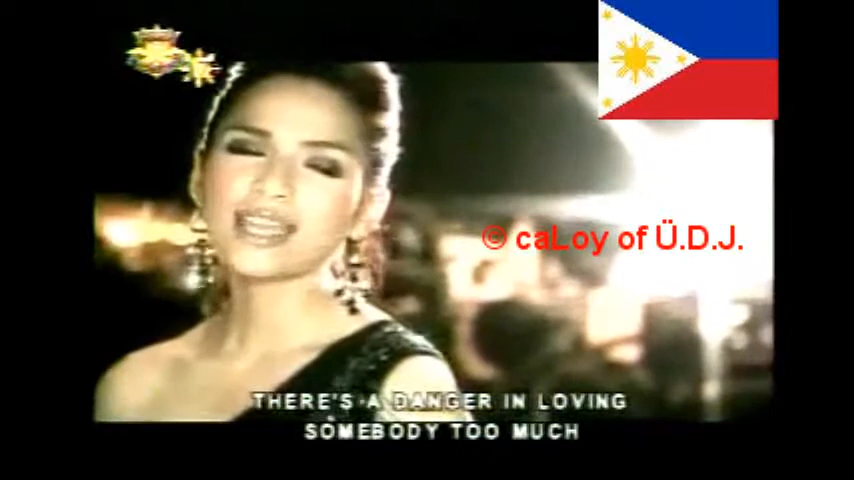 © caLoy of Ü.D.J.
THERE'S A DANGER IN LOVING
SOMEBODY TOO MUCH